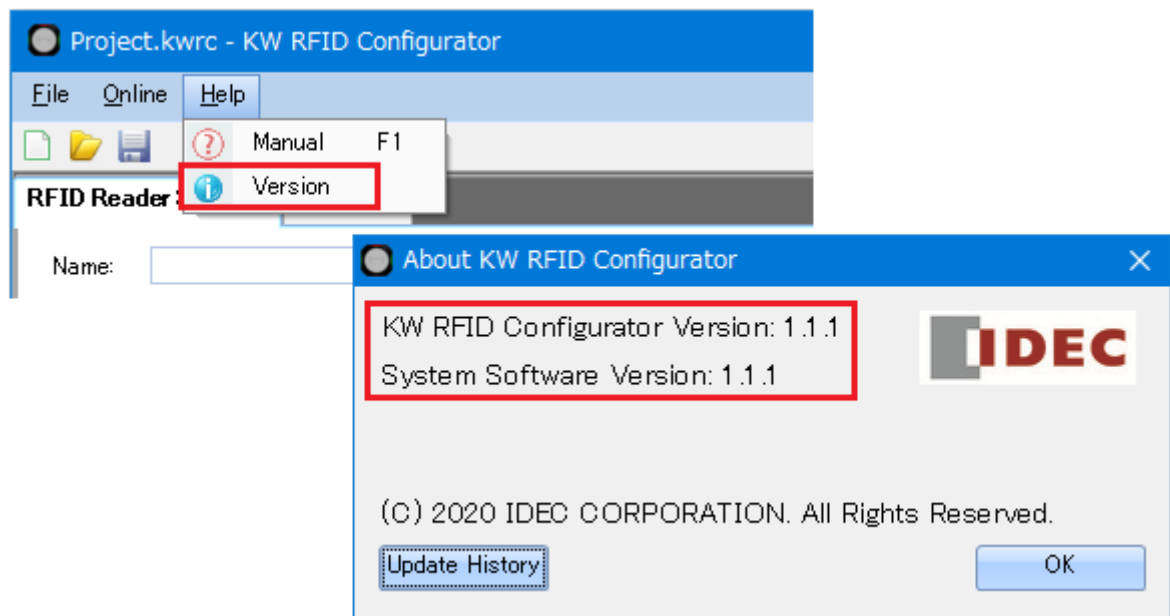 Project.kwrc - KW RFID Configurator
File Online Help
Manual F1
Version
RFID Reader
Name:
About KW RFID Configurator
KW RFID Configurator Version: 1.1.1
System Software Version: 1.1.1
IDEC
(C) 2020 IDEC CORPORATION. All Rights Reserved.
Update History
OK